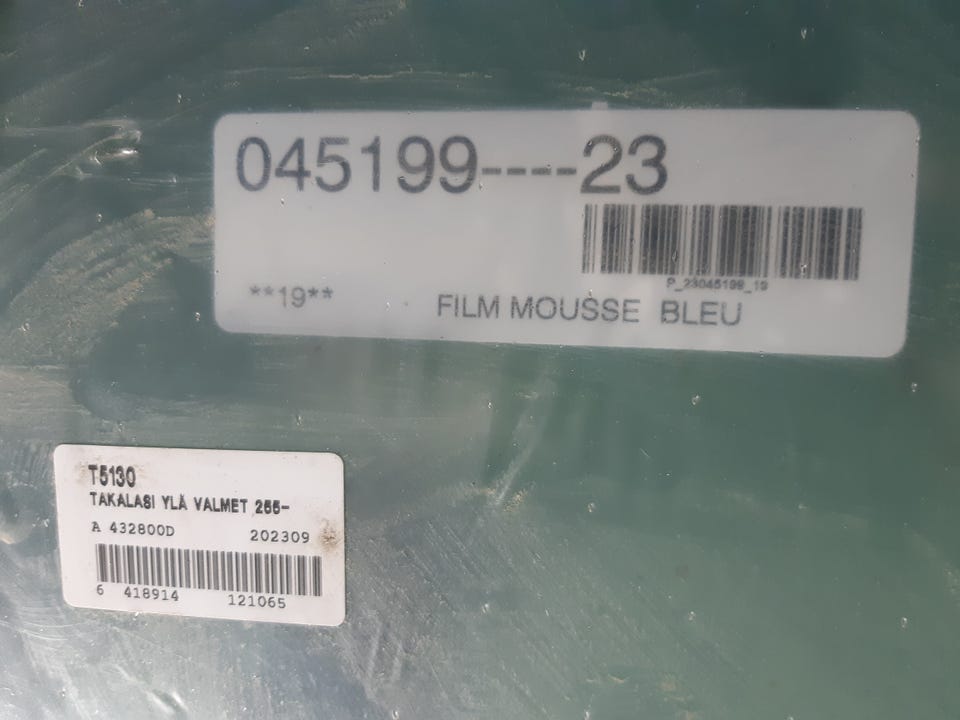 045199----23
P_23045199_19
**19** FILM MOUSSE BLEU
T5130
TAKALASI YLÄ VALMET 255-
A 432800D 202309
6 418914 121065